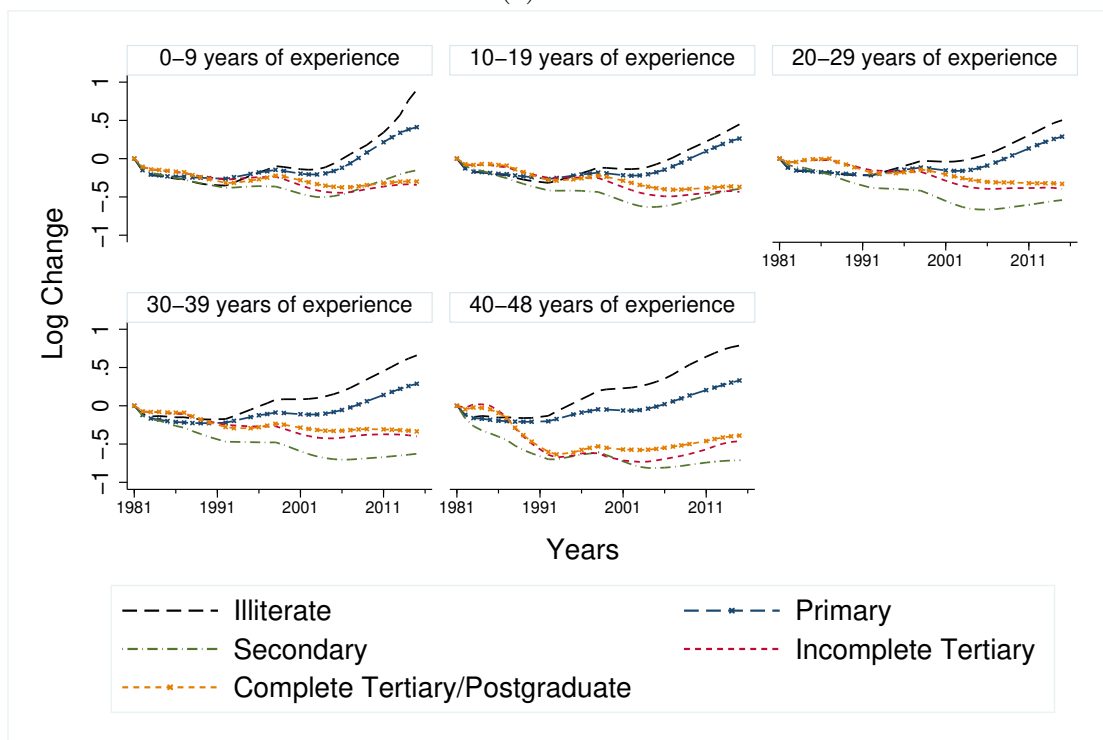 0−9 years of experience
10−19 years of experience
20−29 years of experience
1
.5
0
−.5
−1
1981
1991
2001
2011
30−39 years of experience
40−48 years of experience
1
.5
0
−.5
−1
1981
1991
2001
2011
1981
1991
2001
2011
Log Change
Years
Illiterate
Primary
Secondary
Incomplete Tertiary
Complete Tertiary/Postgraduate